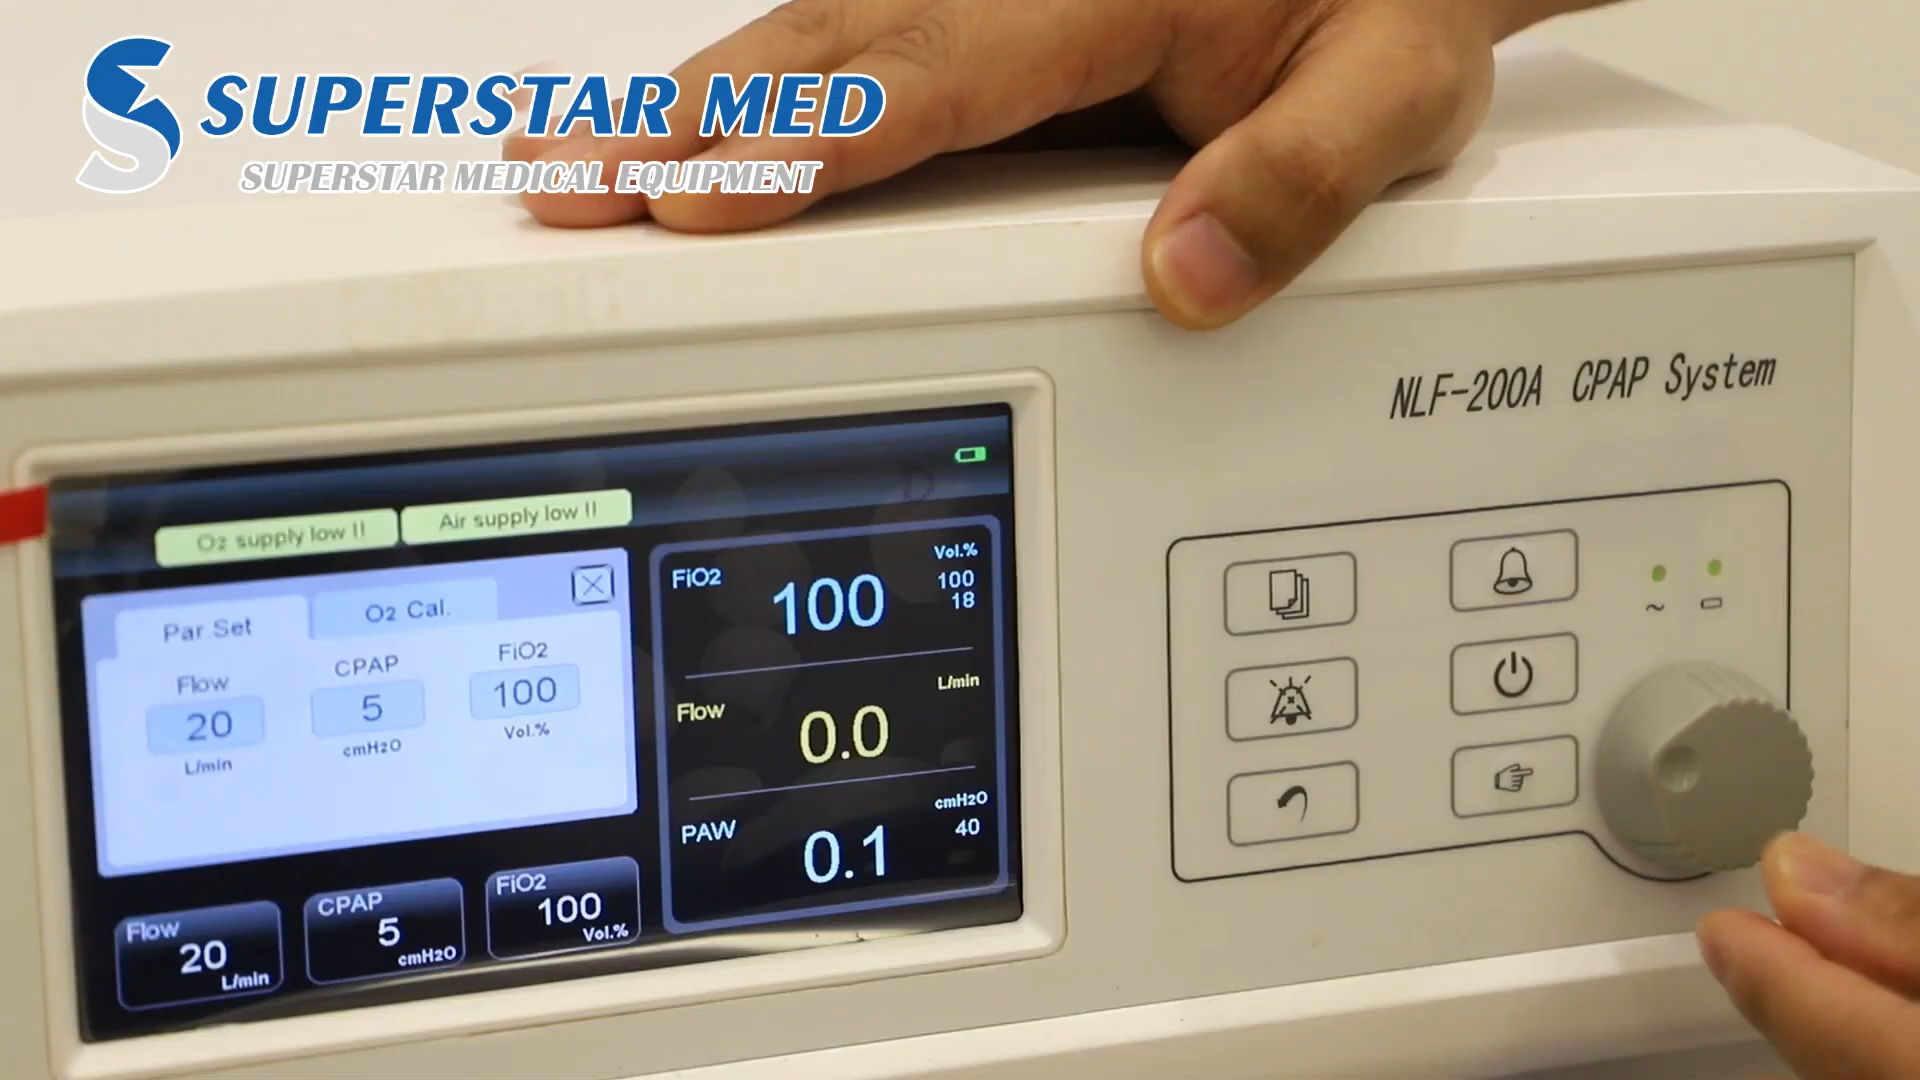 SUPERSTAR MED
SUPERSTAR MEDICAL EQUIPMENT
NLF-200A CPAP System
O2 supply low !!
Air supply low !!
Par Set
O2 Cal.
Flow
20
L/min
CPAP
5
cmH2O
FiO2
100
Vol.%
FiO2
100
Vol.%
100
18
Flow
0.0
L/min
PAW
0.1
cmH2O
40
Flow
20
L/min
CPAP
5
cmH2O
FiO2
100
Vol.%